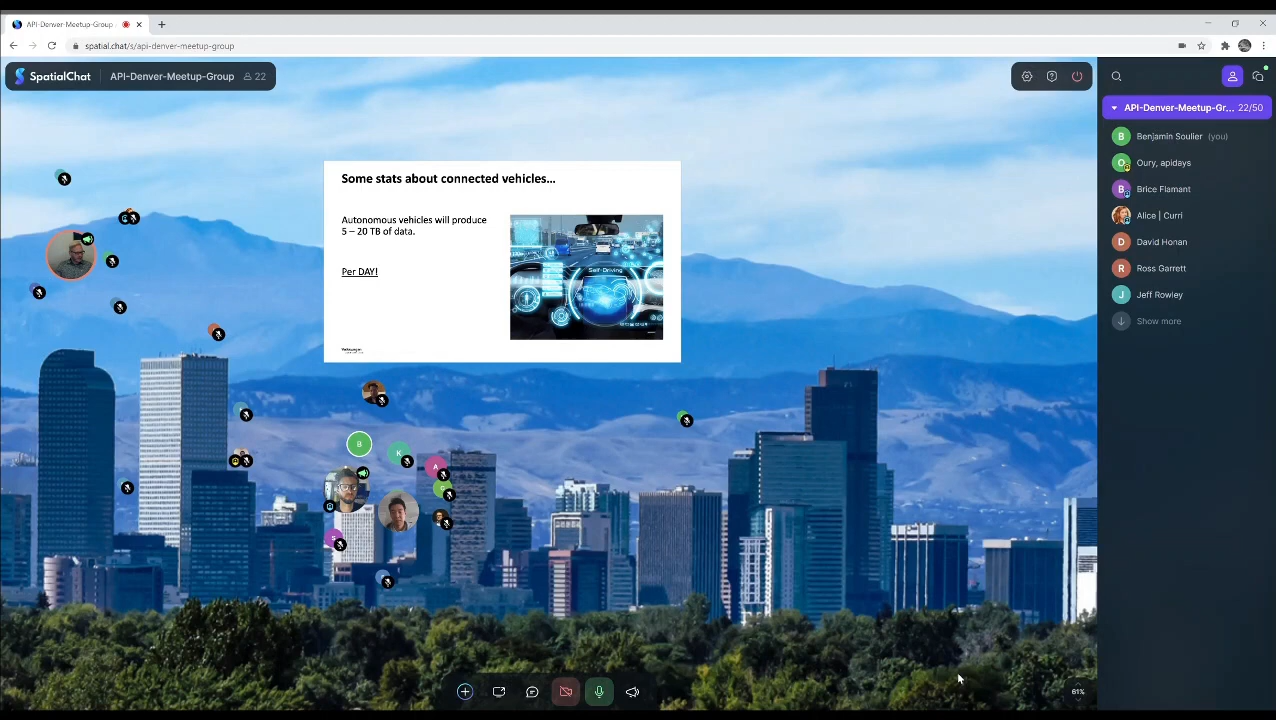 API-Denver-Meetup-Group
spatial.chat/s/api-denver-meetup-group
SpatialChat
API-Denver-Meetup-Group
22
API-Denver-Meetup-Gr... 22/50
B Benjamin Soulier (you)
O Oury, apidays
B Brice Flamant
Alice | Curri
D David Honan
R Ross Garrett
J Jeff Rowley
Show more
Some stats about connected vehicles...
Autonomous vehicles will produce
5 – 20 TB of data.
Per DAY!
Self-Driving
Volkswagen
B
K
A
S
61%